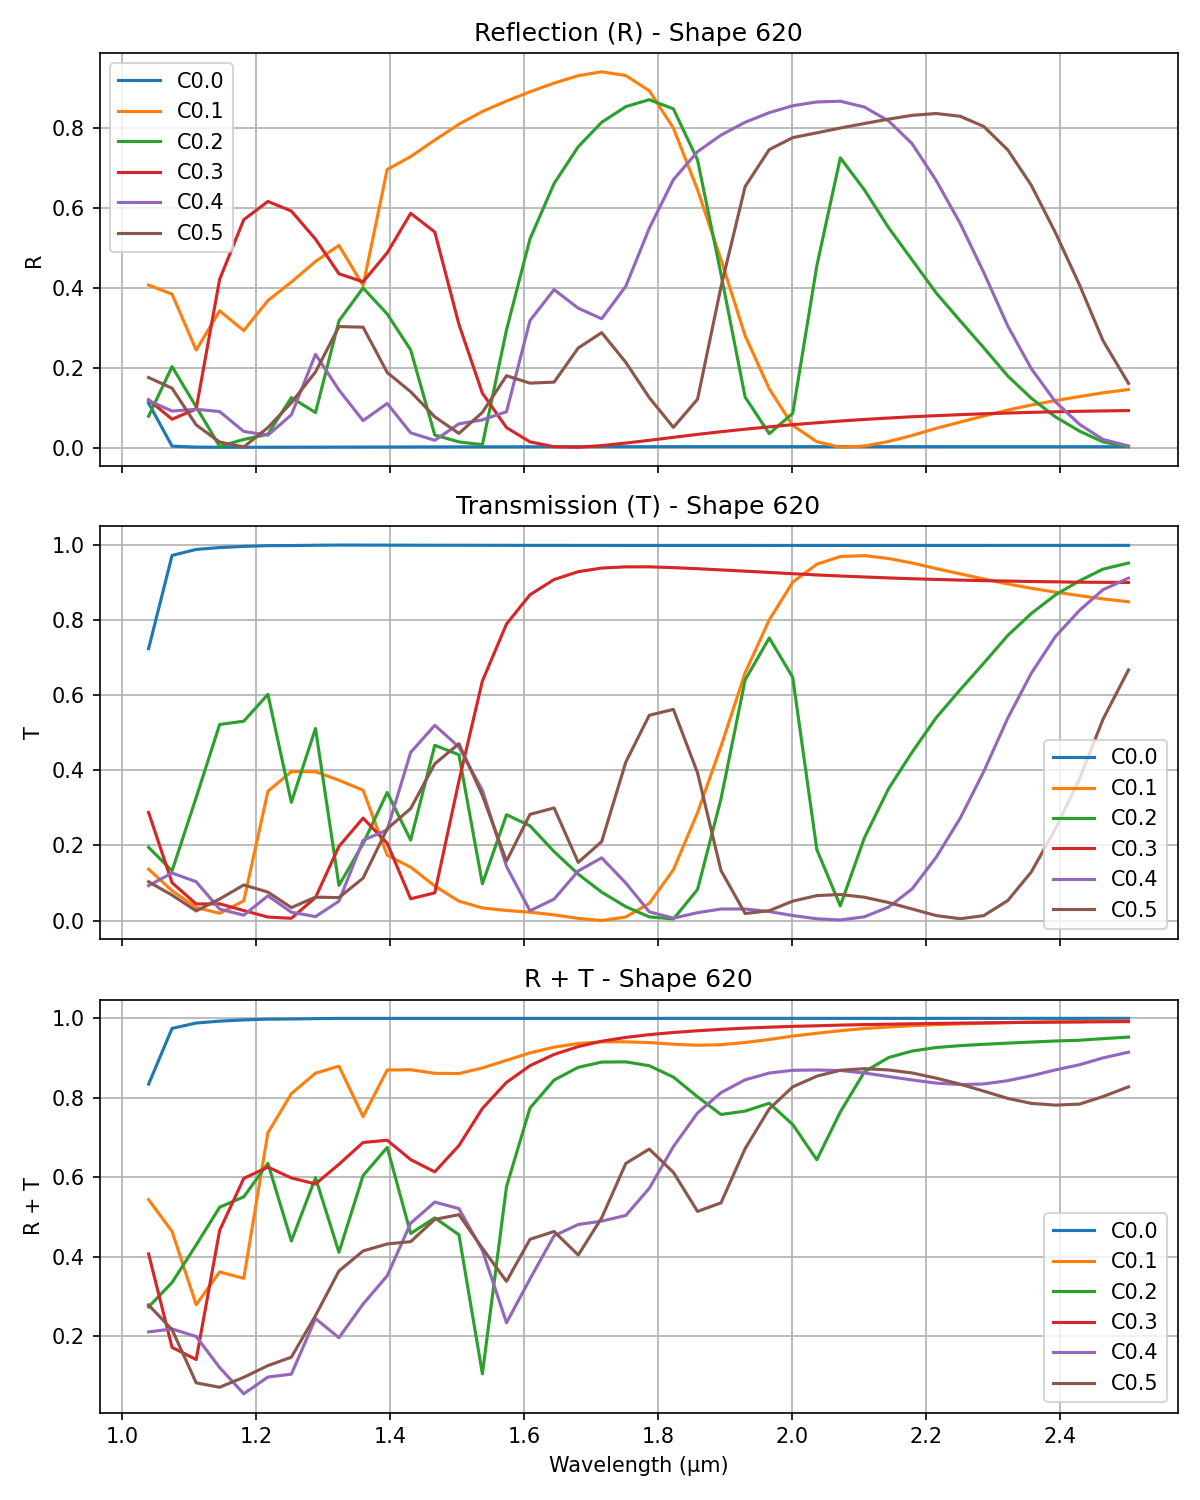 Reflection (R) - Shape 620
C0.0
C0.1
C0.2
C0.3
C0.4
C0.5
0.8
0.6
0.4
0.2
0.0
R
Transmission (T) - Shape 620
1.0
0.8
0.6
0.4
0.2
0.0
T
C0.0
C0.1
C0.2
C0.3
C0.4
C0.5
R + T - Shape 620
1.0
0.8
0.6
0.4
0.2
R + T
C0.0
C0.1
C0.2
C0.3
C0.4
C0.5
1.0 1.2 1.4 1.6 1.8 2.0 2.2 2.4
Wavelength (μm)